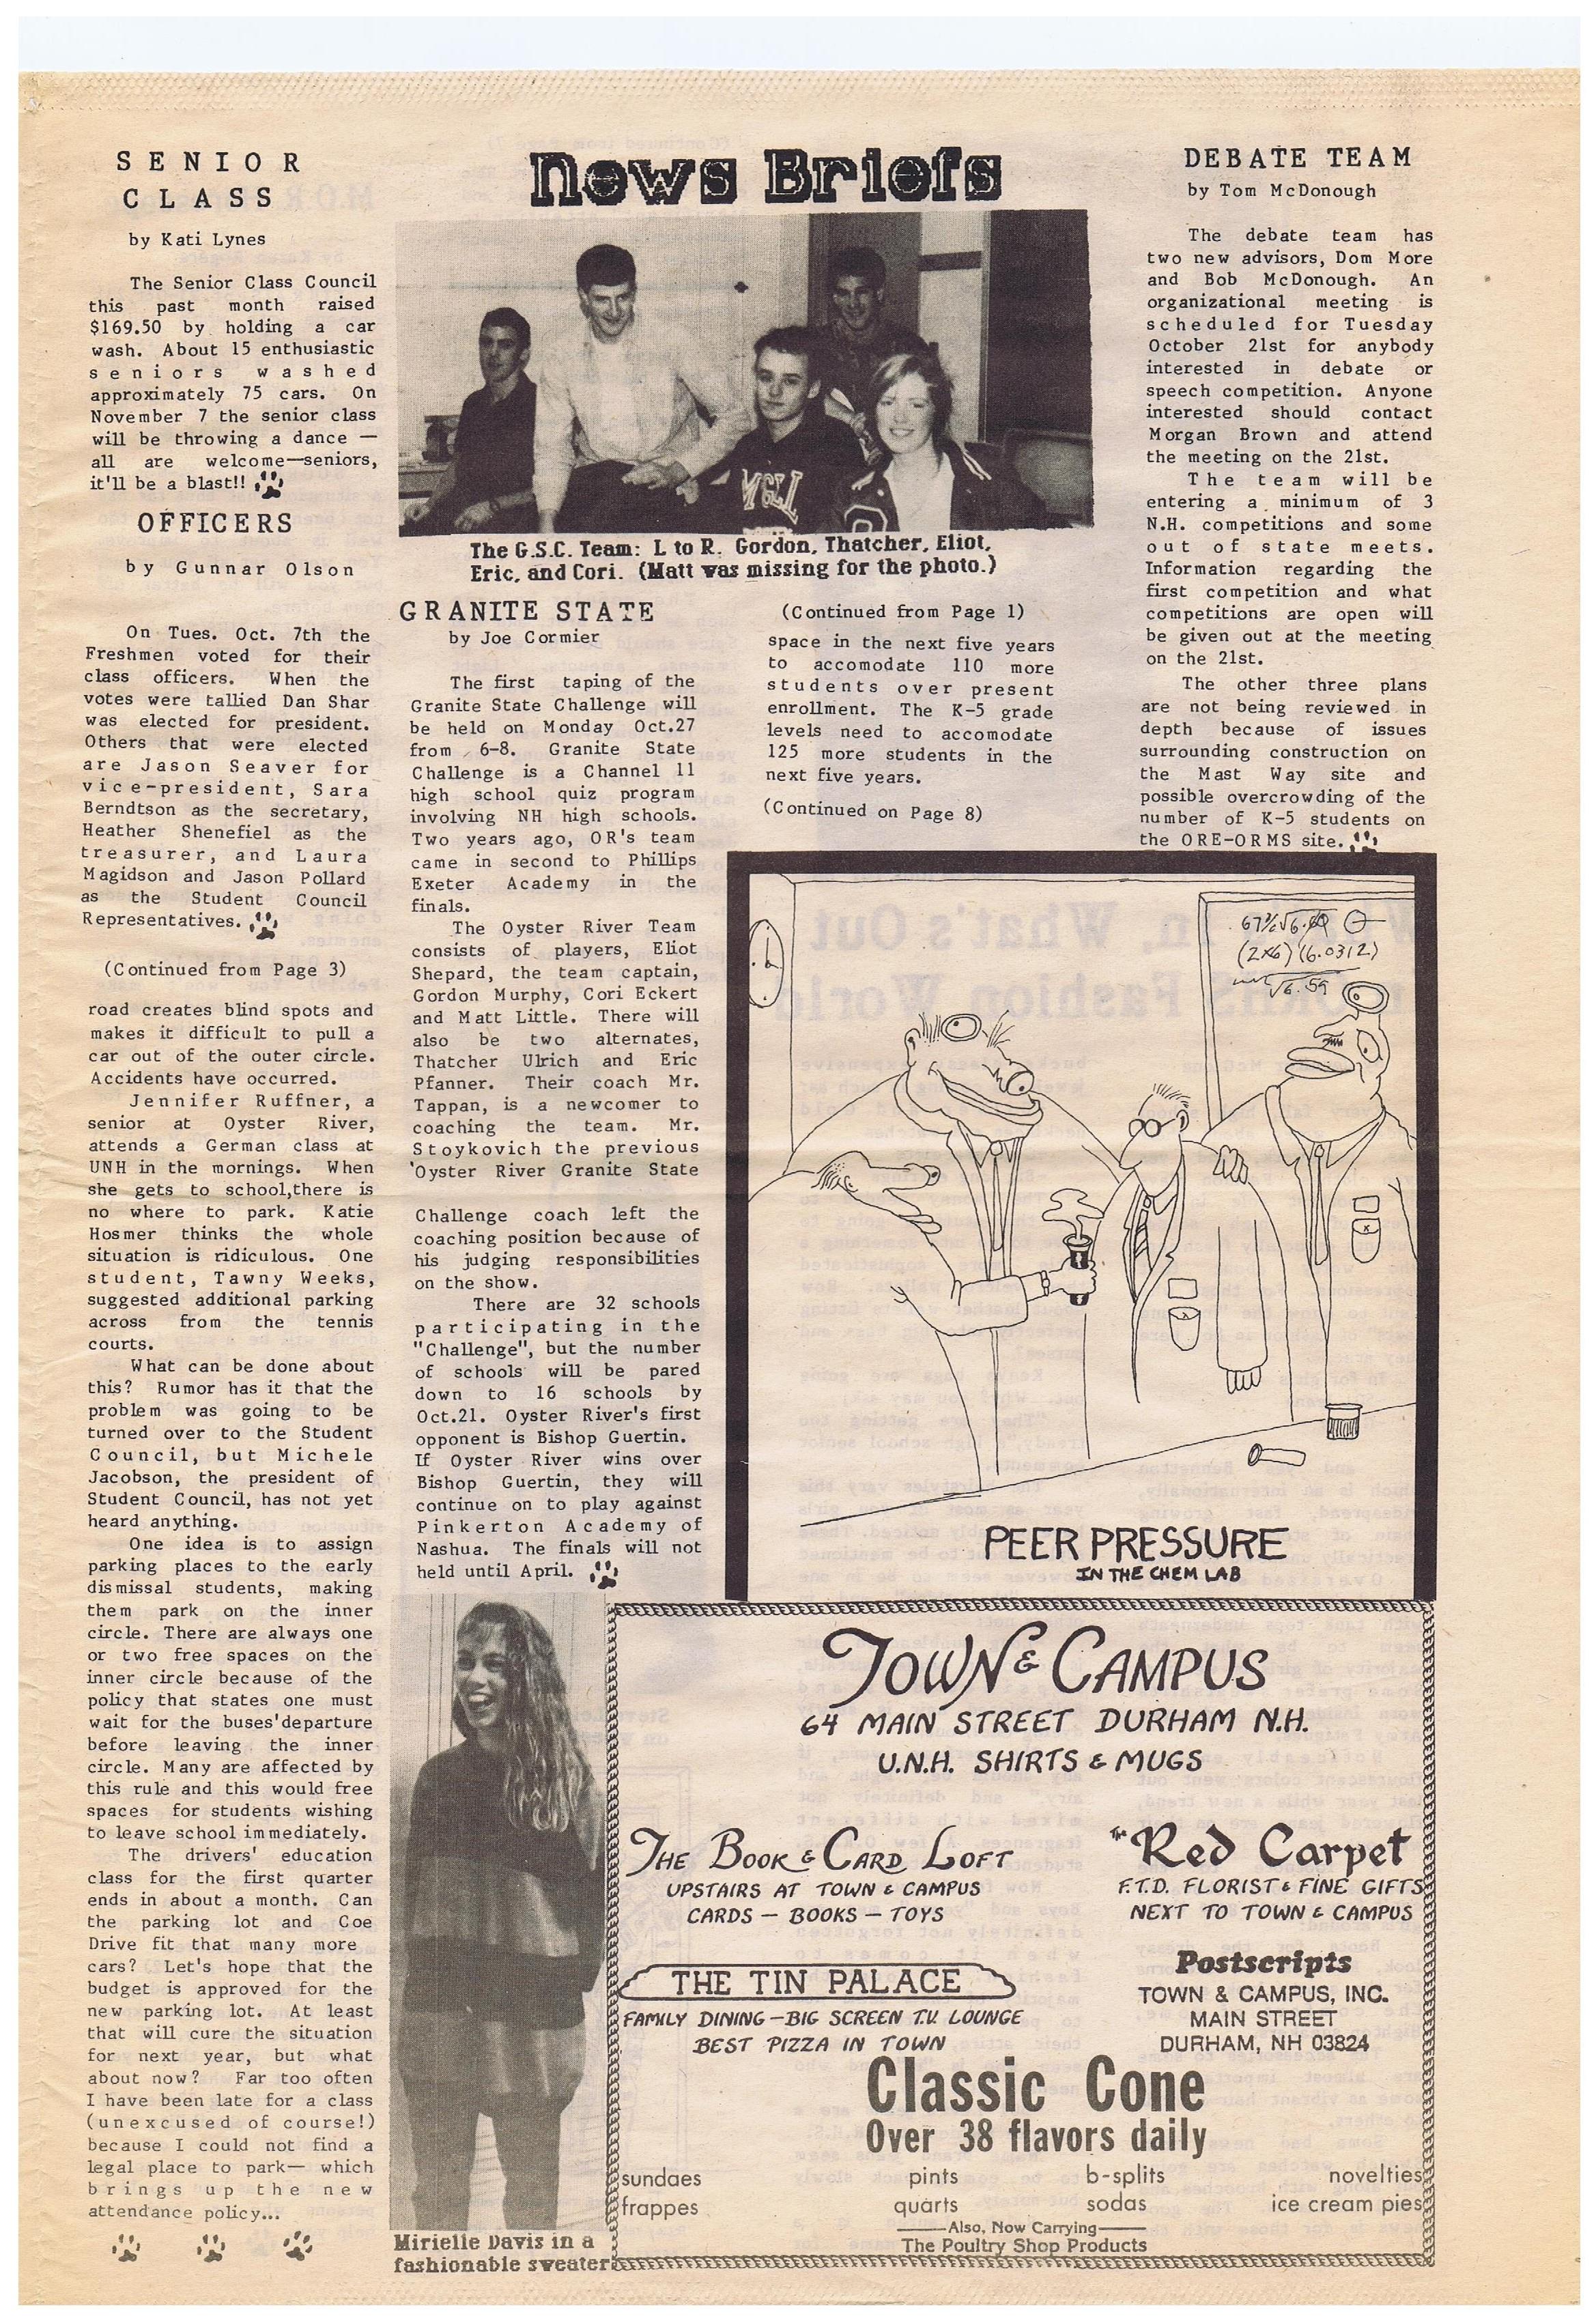 SENIOR
CLASS
by Kati Lynes
The Senior Class Council
this past month raised
$169.50 by holding a car
wash. About 15 enthusiastic
seniors washed
approximately 75 cars. On
November 7 the senior class
will be throwing a dance —
all are welcome—seniors,
it'll be a blast!!
OFFICERS
by Gunnar Olson
On Tues. Oct. 7th the
Freshmen voted for their
class officers. When the
votes were tallied Dan Shar
was elected for president.
Others that were elected
are Jason Seaver for
vice-president, Sara
Berndtson as the secretary,
Heather Shenefiel as the
treasurer, and Laura
Magidson and Jason Pollard
as the Student Council
Representatives.
(Continued from Page 3)
road creates blind spots and
makes it difficult to pull a
car out of the outer circle.
Accidents have occurred.
Jennifer Ruffner, a
senior at Oyster River,
attends a German class at
UNH in the mornings. When
she gets to school,there is
no where to park. Katie
Hosmer thinks the whole
situation is ridiculous. One
student, Tawny Weeks,
suggested additional parking
across from the tennis
courts.
What can be done about
this? Rumor has it that the
problem was going to be
turned over to the Student
Council, but Michele
Jacobson, the president of
Student Council, has not yet
heard anything.
One idea is to assign
parking places to the early
dismissal students, making
them park on the inner
circle. There are always one
or two free spaces on the
inner circle because of the
policy that states one must
wait for the buses'departure
before leaving the inner
circle. Many are affected by
this rule and this would free
spaces for students wishing
to leave school immediately.
The drivers' education
class for the first quarter
ends in about a month. Can
the parking lot and Coe
Drive fit that many more
cars? Let's hope that the
budget is approved for the
new parking lot. At least
that will cure the situation
for next year, but what
about now? Far too often
I have been late for a class
(unexcused of course!)
because I could not find a
legal place to park— which
brings up the new
attendance policy...
News Briefs
MGLI
The G.S.C. Team: L to R. Gordon, Thatcher, Eliot,
Eric, and Cori. (Matt was missing for the photo.)
GRANITE STATE
by Joe Cormier
The first taping of the
Granite State Challenge will
be held on Monday Oct.27
from 6-8. Granite State
Challenge is a Channel 11
high school quiz program
involving NH high schools.
Two years ago, OR's team
came in second to Phillips
Exeter Academy in the
finals.
The Oyster River Team
consists of players, Eliot
Shepard, the team captain,
Gordon Murphy, Cori Eckert
and Matt Little. There will
also be two alternates,
Thatcher Ulrich and Eric
Pfanner. Their coach Mr.
Tappan, is a newcomer to
coaching the team. Mr.
Stoykovich the previous
'Oyster River Granite State
Challenge coach left the
coaching position because of
his judging responsibilities
on the show.
There are 32 schools
participating in the
"Challenge", but the number
of schools will be pared
down to 16 schools by
Oct.21. Oyster River's first
opponent is Bishop Guertin.
If Oyster River wins over
Bishop Guertin, they will
continue on to play against
Pinkerton Academy of
Nashua. The finals will not
held until April.
Mirielle Davis in a
fashionable sweater
(Continued from Page 1)
space in the next five years
to accomodate 110 more
students over present
enrollment. The K-5 grade
levels need to accomodate
125 more students in the
next five years.
(Continued on Page 8)
DEBATE TEAM
by Tom McDonough
The debate team has
two new advisors, Dom More
and Bob McDonough. An
organizational meeting is
scheduled for Tuesday
October 21st for anybody
interested in debate or
speech competition. Anyone
interested should contact
Morgan Brown and attend
the meeting on the 21st.
The team will be
entering a minimum of 3
N.H. competitions and some
out of state meets.
Information regarding the
first competition and what
competitions are open will
be given out at the meeting
on the 21st.
The other three plans
are not being reviewed in
depth because of issues
surrounding construction on
the Mast Way site and
possible overcrowding of the
number of K-5 students on
the ORE-ORMS site.
(2x6)(6.0312)
√6.59
PEER PRESSURE
IN THE CHEM LAB
TOWN & CAMPUS
64 MAIN STREET DURHAM N.H.
U.N.H. SHIRTS & MUGS
THE BOOK & CARD LOFT
UPSTAIRS AT TOWN & CAMPUS
CARDS — BOOKS — TOYS
THE Red Carpet
F.T.D. FLORIST & FINE GIFTS
NEXT TO TOWN & CAMPUS
THE TIN PALACE
FAMILY DINING — BIG SCREEN T.V. LOUNGE
BEST PIZZA IN TOWN
Postscripts
TOWN & CAMPUS, INC.
MAIN STREET
DURHAM, NH 03824
Classic Cone
Over 38 flavors daily
sundaes pints b-splits novelties
frappes quarts sodas ice cream pies
Also, Now Carrying
The Poultry Shop Products